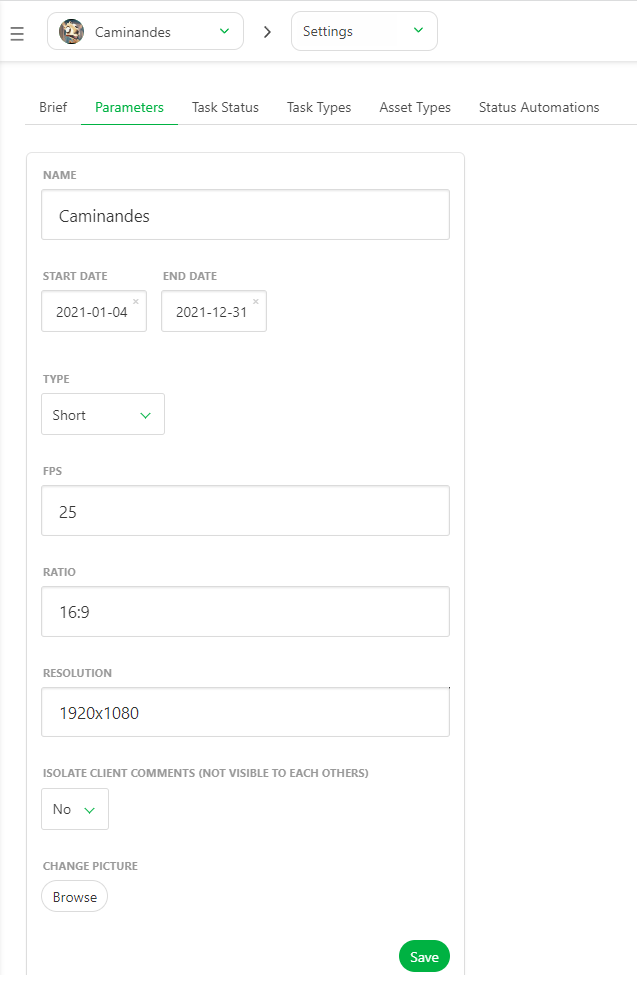 Caminandes Settings
Brief Parameters Task Status Task Types Asset Types Status Automations
NAME
Caminandes
START DATE END DATE
2021-01-04 × 2021-12-31 ×
TYPE
Short
FPS
25
RATIO
16:9
RESOLUTION
1920x1080
ISOLATE CLIENT COMMENTS (NOT VISIBLE TO EACH OTHERS)
No
CHANGE PICTURE
Browse
Save